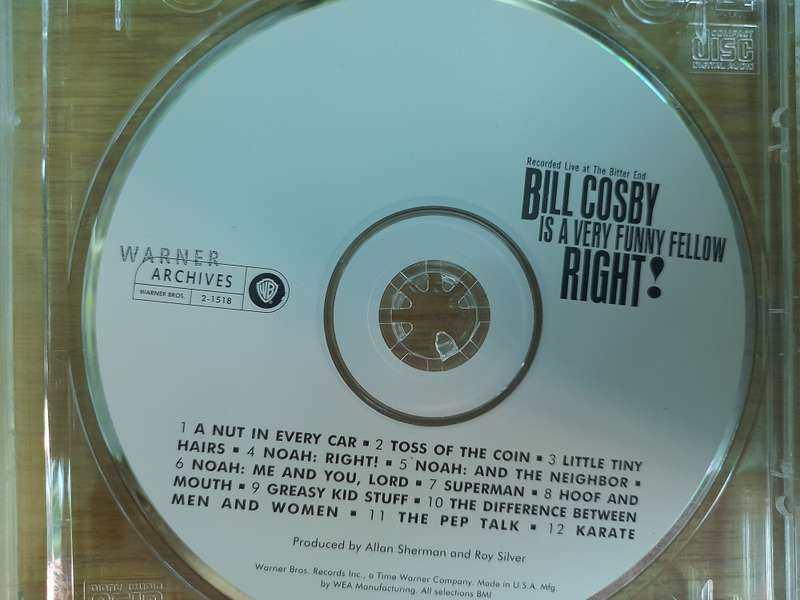 COMPACT
DISC
DIGITAL AUDIO
Recorded Live at The Bitter End
BILL COSBY
IS A VERY FUNNY FELLOW
RIGHT!
WARNER
ARCHIVES
WARNER BROS. 2-1518
WB
1 A NUT IN EVERY CAR ▪ 2 TOSS OF THE COIN ▪ 3 LITTLE TINY
HAIRS ▪ 4 NOAH: RIGHT! ▪ 5 NOAH: AND THE NEIGHBOR ▪
6 NOAH: ME AND YOU, LORD ▪ 7 SUPERMAN ▪ 8 HOOF AND
MOUTH ▪ 9 GREASY KID STUFF ▪ 10 THE DIFFERENCE BETWEEN
MEN AND WOMEN ▪ 11 THE PEP TALK ▪ 12 KARATE
Produced by Allan Sherman and Roy Silver
Warner Bros. Records Inc., a Time Warner Company. Made in U.S.A. Mfg.
by WEA Manufacturing. All selections BMI